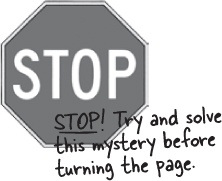 STOP
STOP! Try and solve
this mystery before
turning the page.